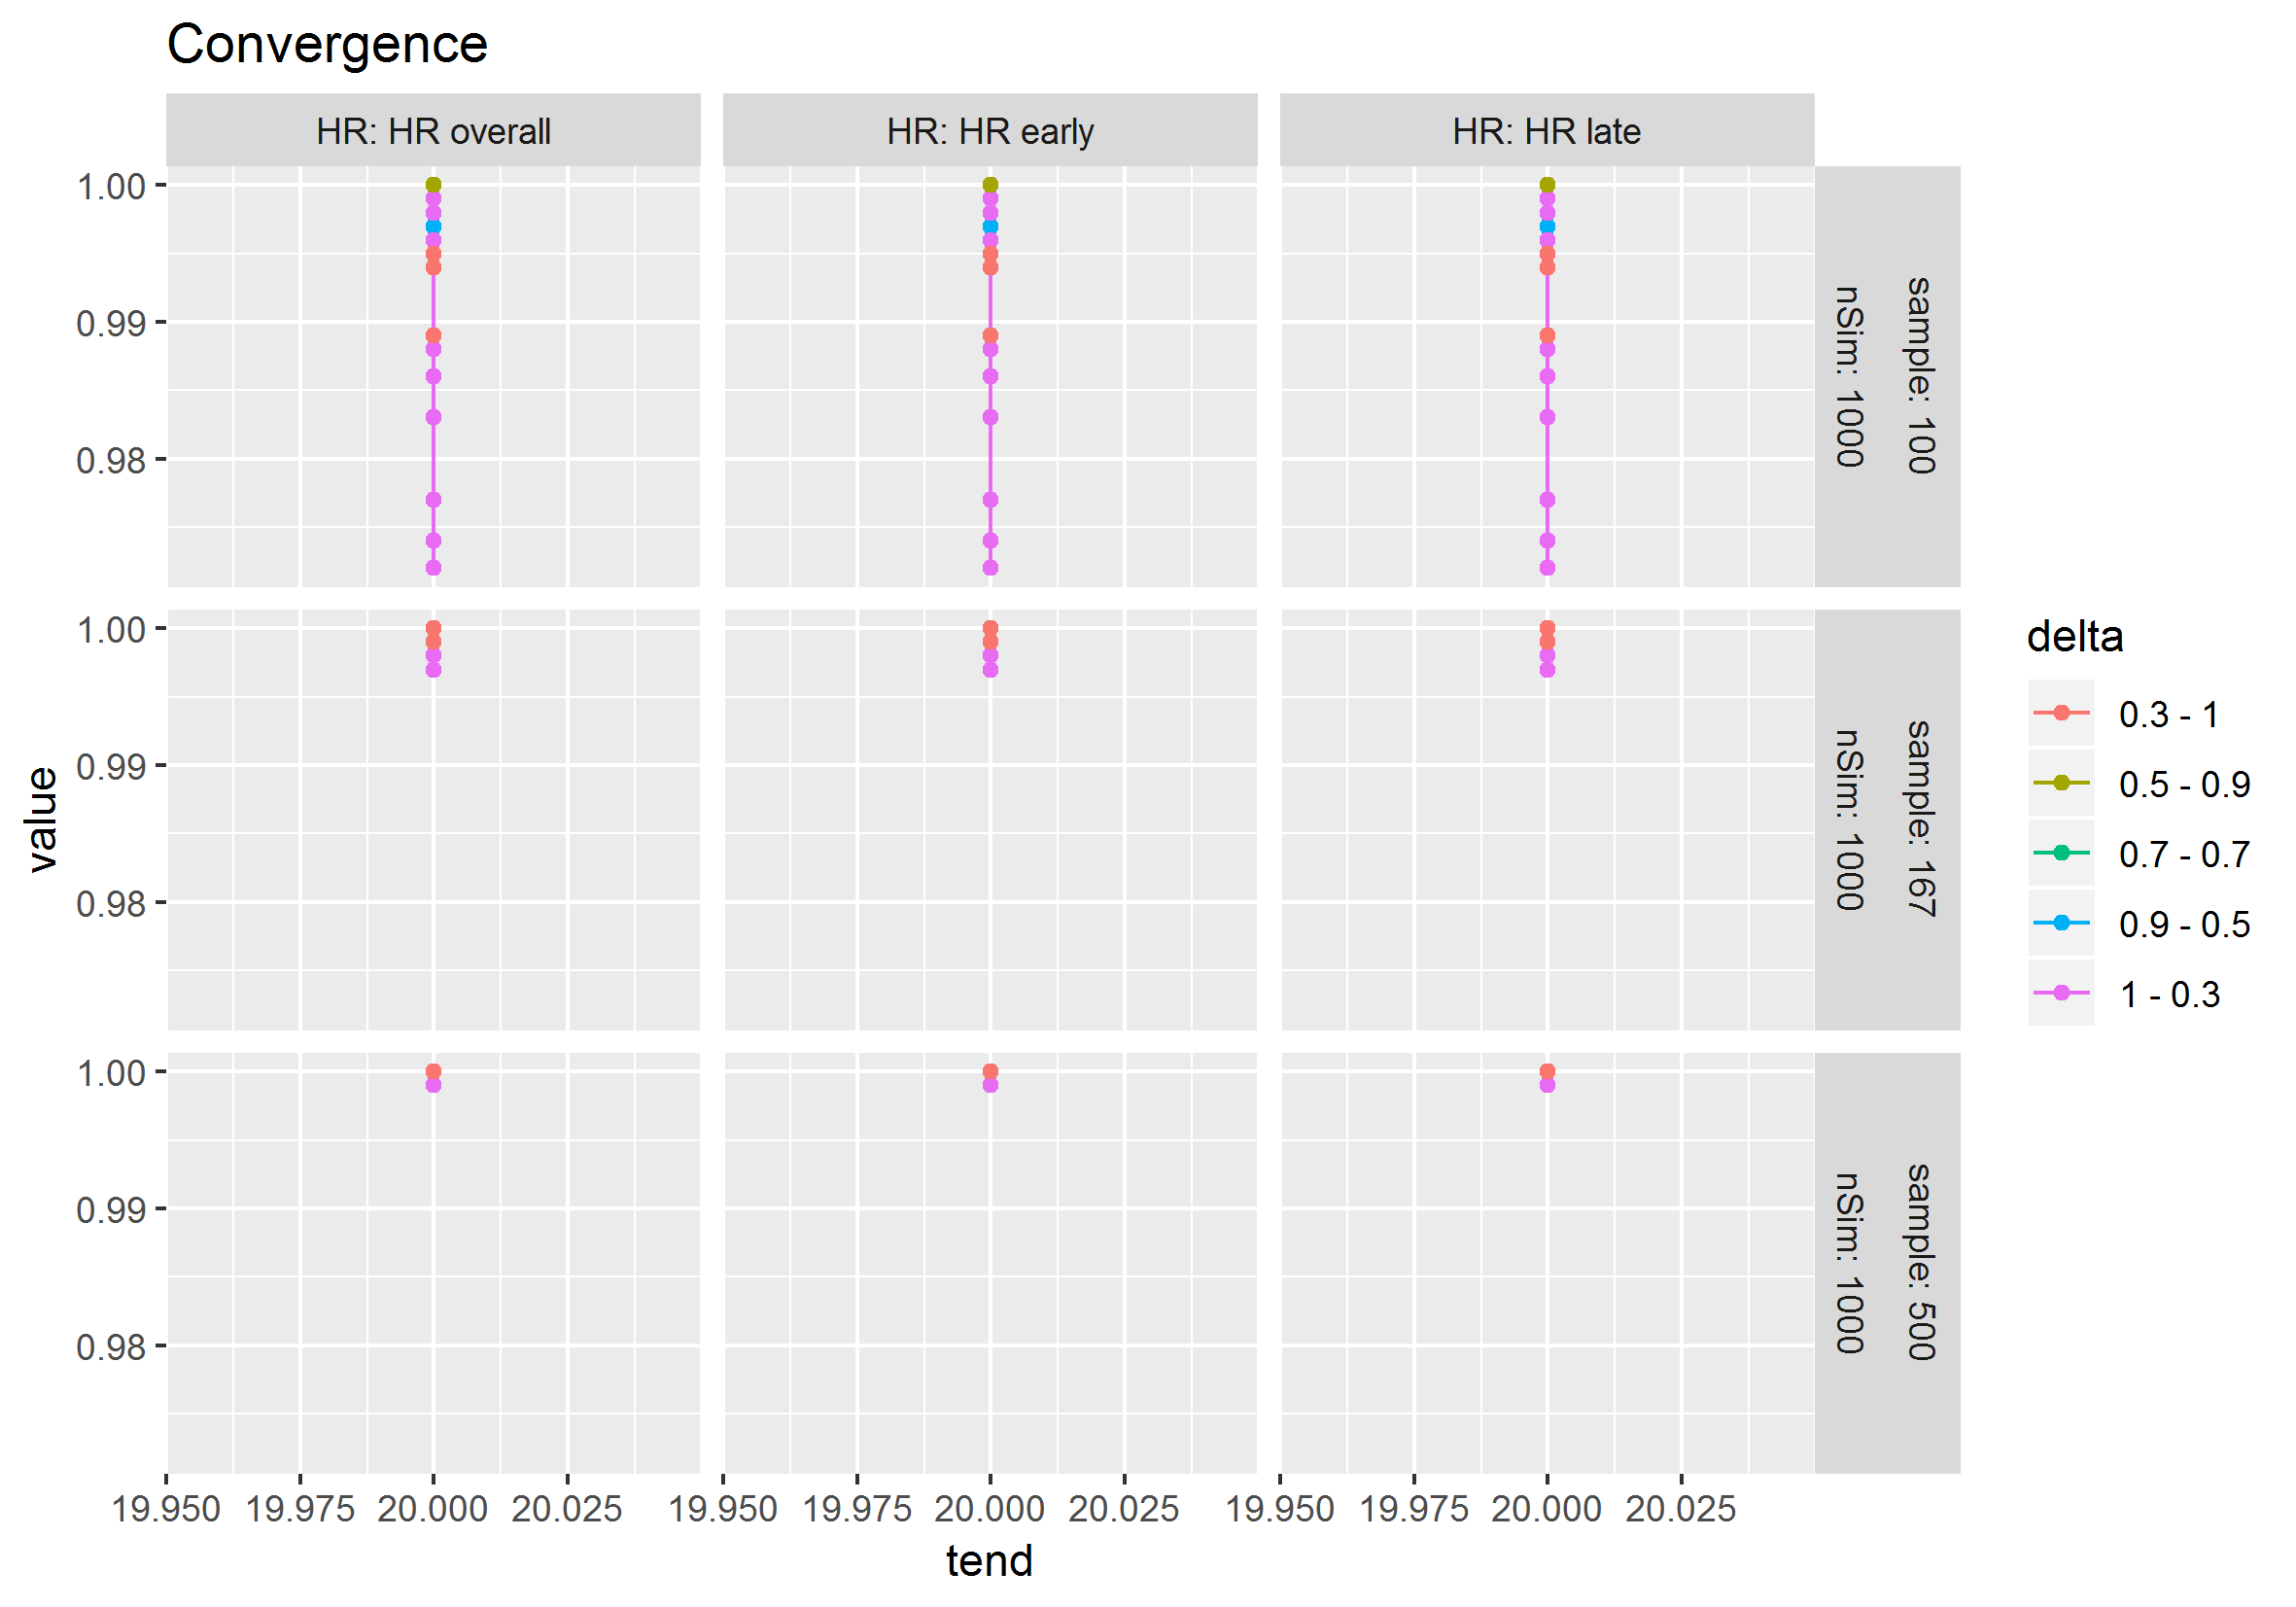 Convergence
HR: HR overall
HR: HR early
HR: HR late
1.00
0.99
0.98
sample: 100
nSim: 1000
1.00
0.99
0.98
sample: 167
nSim: 1000
1.00
0.99
0.98
sample: 500
nSim: 1000
value
19.950 19.975 20.000 20.025
19.950 19.975 20.000 20.025
19.950 19.975 20.000 20.025
tend
delta
0.3 - 1
0.5 - 0.9
0.7 - 0.7
0.9 - 0.5
1 - 0.3